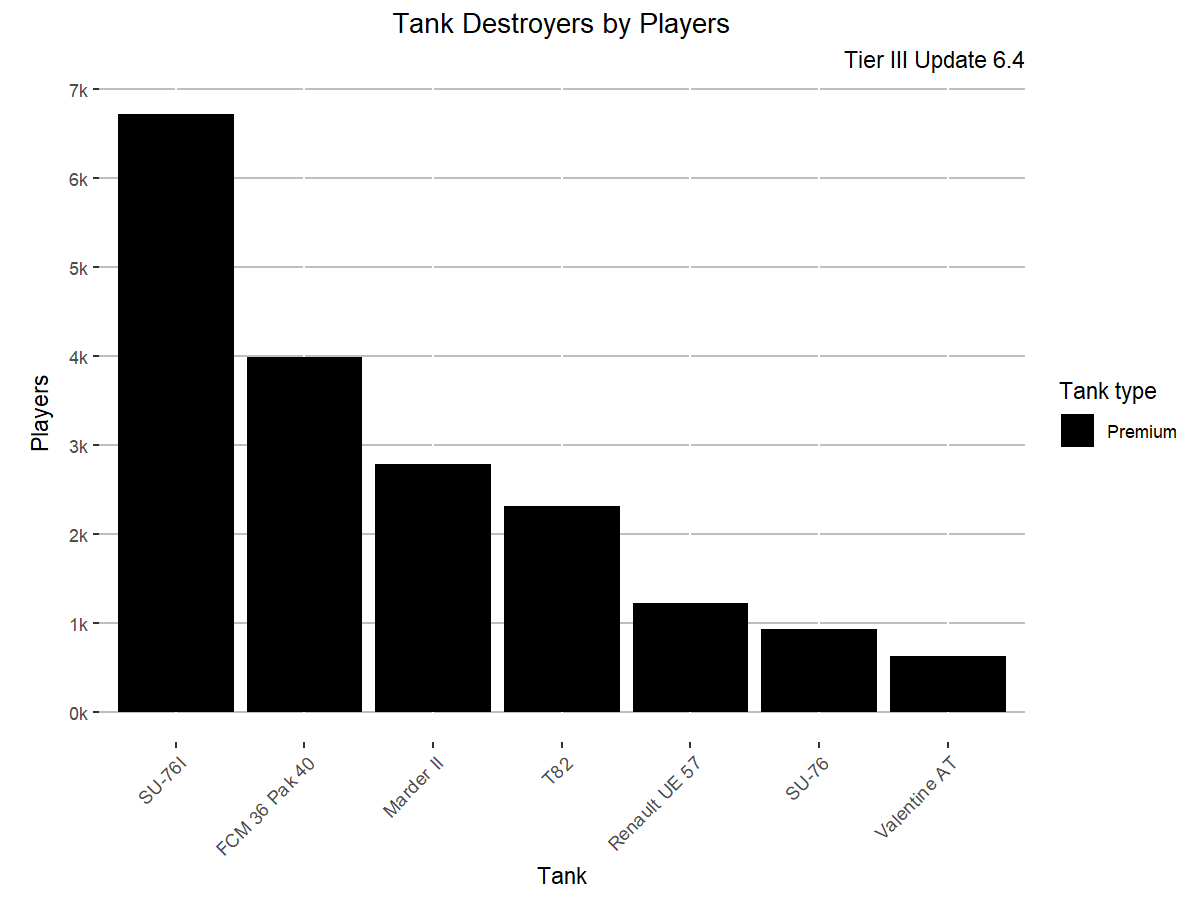 Tank Destroyers by Players
Tier III Update 6.4
7k
6k
5k
4k
3k
2k
1k
0k
Players
SU-76I
FCM 36 Pak 40
Marder II
T82
Renault UE 57
SU-76
Valentine AT
Tank
Tank type
Premium